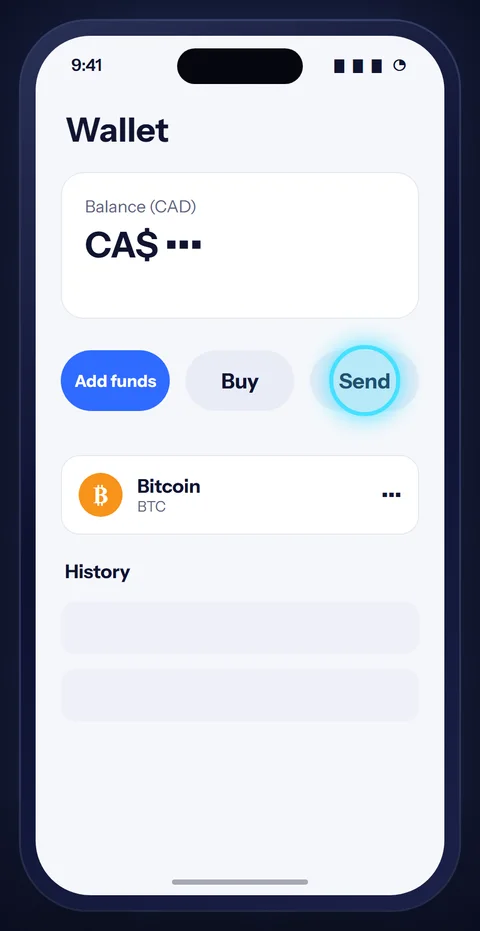 9:41
Wallet
Balance (CAD)
CA$ ▪▪▪
Add funds
Buy
Send
Bitcoin
BTC
▪▪▪
History